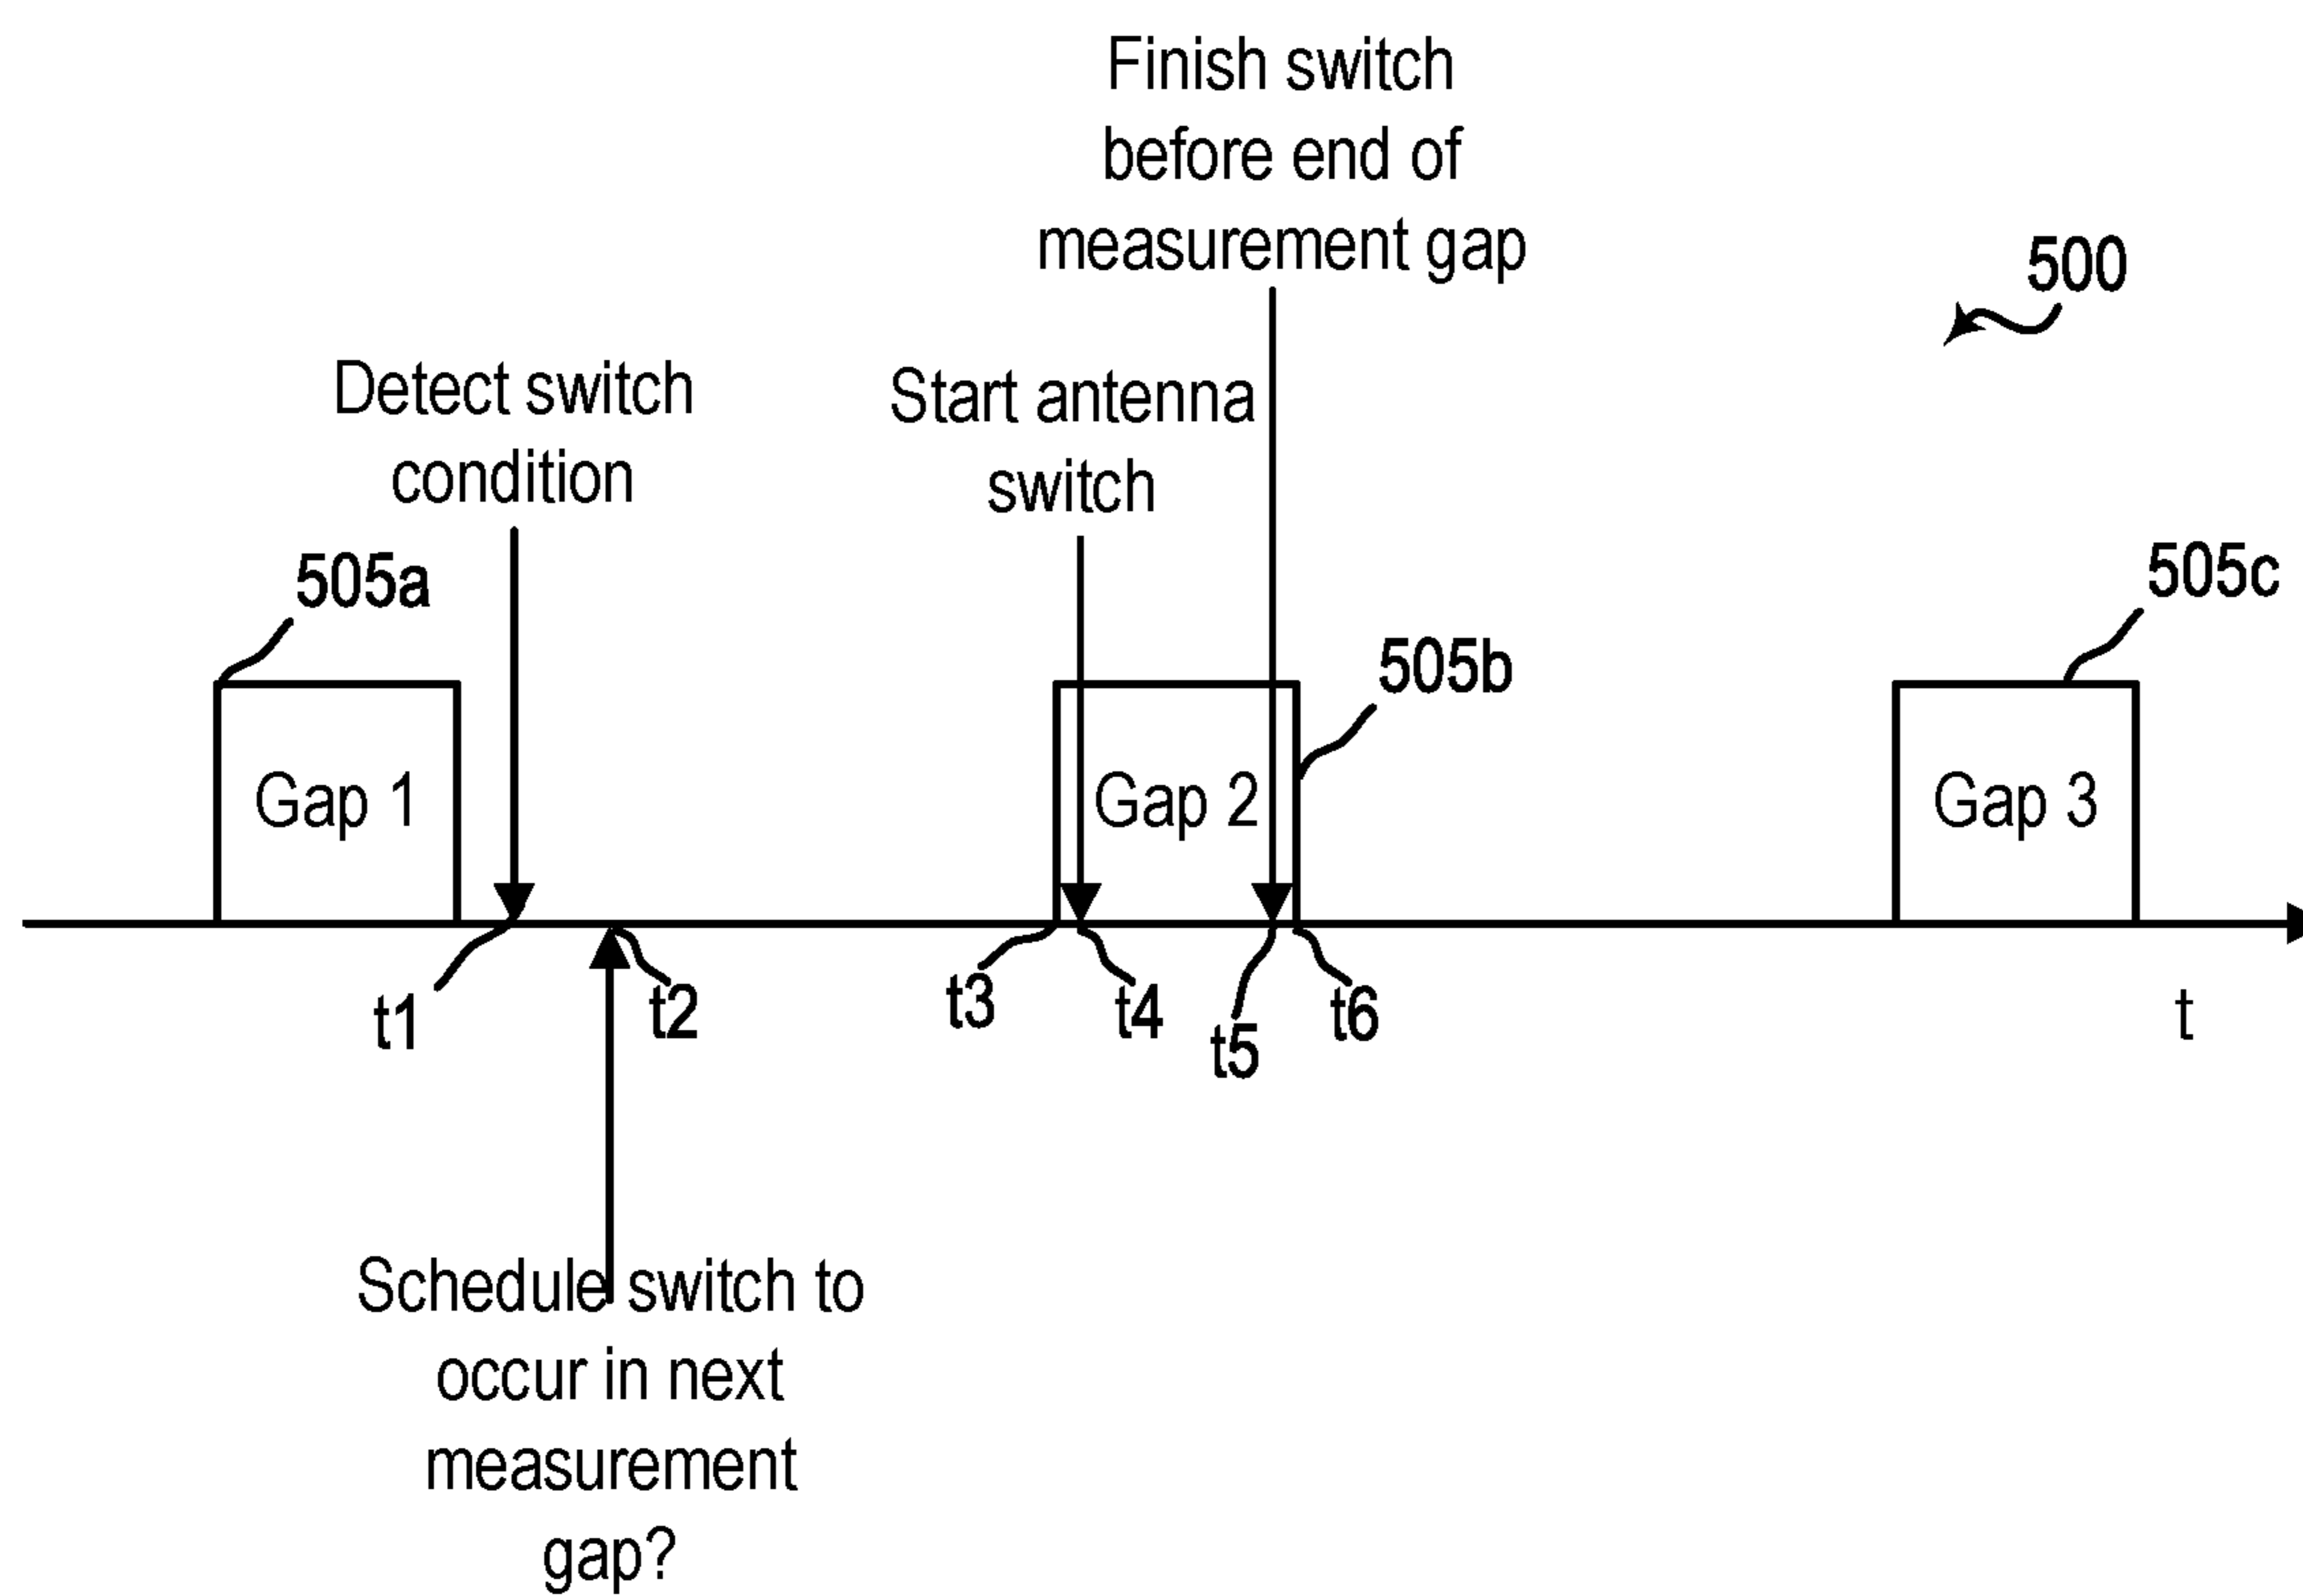 Finish switch
before end of
measurement gap
500
Detect switch
condition
Start antenna
switch
505a
505b
505c
Gap 1
Gap 2
Gap 3
t1
t2
t3
t4
t5
t6
t
Schedule switch to
occur in next
measurement
gap?